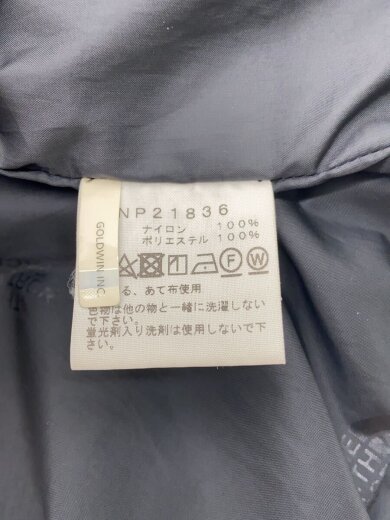 NP21836
ナイロン 100%
ポリエステル 100%
る、あて布使用
色物は他の物と一緒に洗濯しない
で下さい。
蛍光剤入り洗剤は使用しないで下
さい。
GOLDWIN INC.
F W